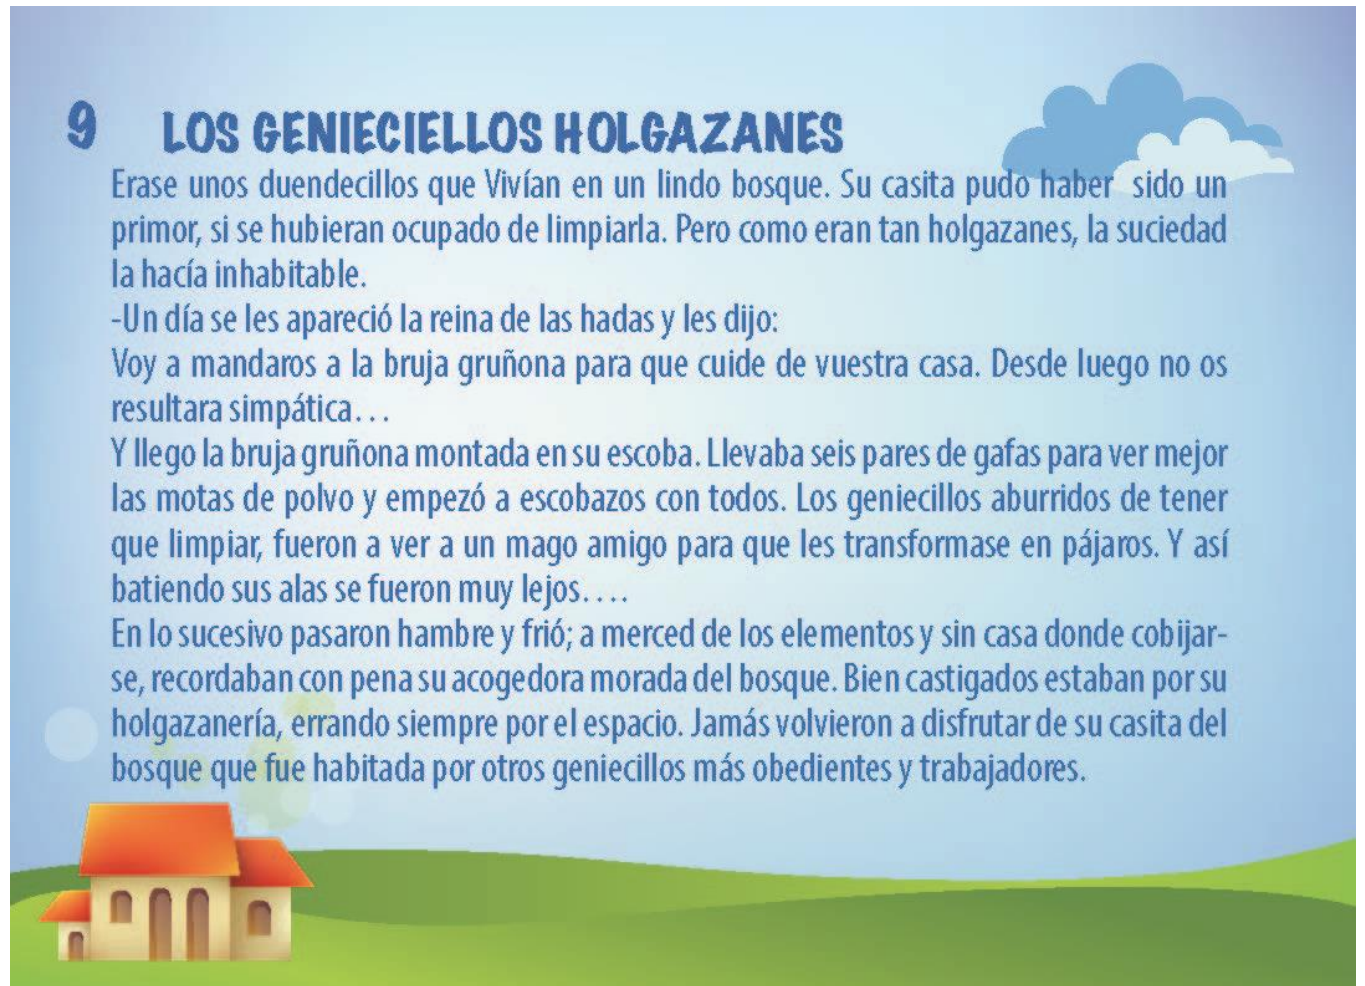 9 LOS GENIECIELLOS HOLGAZANES
Erase unos duendecillos que Vivían en un lindo bosque. Su casita pudo haber sido un
primor, si se hubieran ocupado de limpiarla. Pero como eran tan holgazanes, la suciedad
la hacía inhabitable.
-Un día se les apareció la reina de las hadas y les dijo:
Voy a mandaros a la bruja gruñona para que cuide de vuestra casa. Desde luego no os
resultara simpática…
Y llego la bruja gruñona montada en su escoba. Llevaba seis pares de gafas para ver mejor
las motas de polvo y empezó a escobazos con todos. Los geniecillos aburridos de tener
que limpiar, fueron a ver a un mago amigo para que les transformase en pájaros. Y así
batiendo sus alas se fueron muy lejos….
En lo sucesivo pasaron hambre y frió; a merced de los elementos y sin casa donde cobijar-
se, recordaban con pena su acogedora morada del bosque. Bien castigados estaban por su
holgazanería, errando siempre por el espacio. Jamás volvieron a disfrutar de su casita del
bosque que fue habitada por otros geniecillos más obedientes y trabajadores.